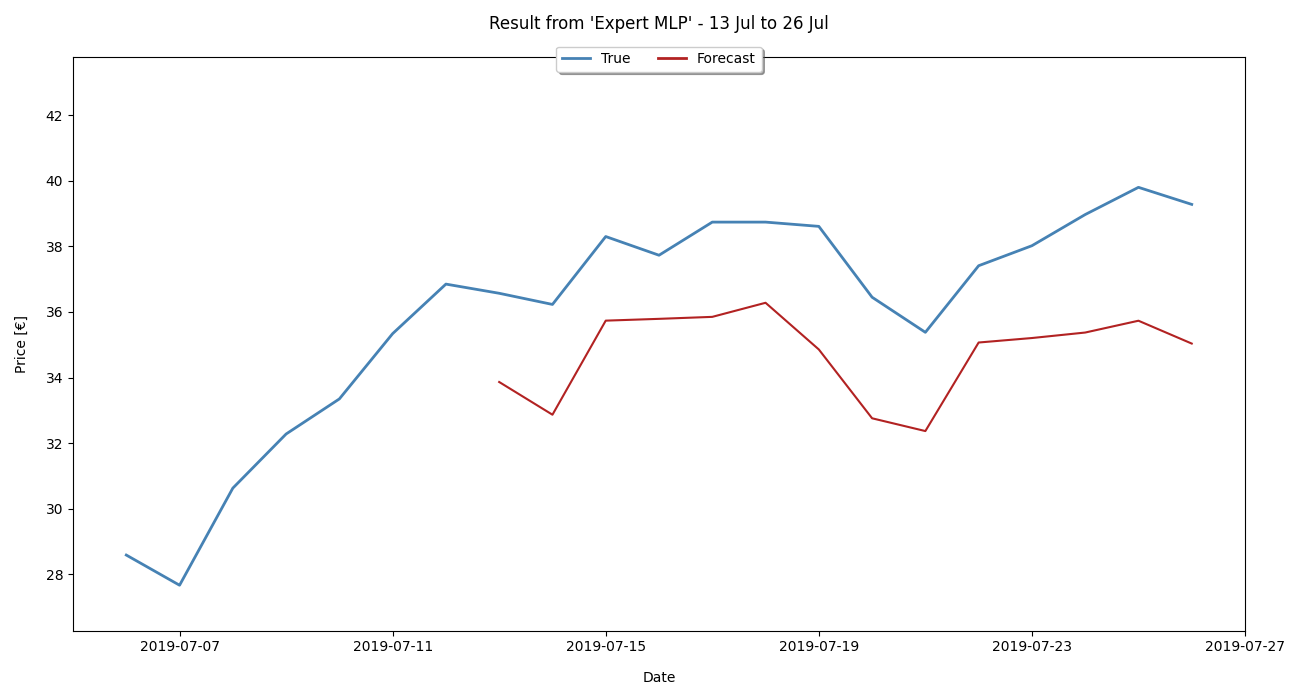 Result from 'Expert MLP' - 13 Jul to 26 Jul
True Forecast
Price [€]
42
40
38
36
34
32
30
28
2019-07-07 2019-07-11 2019-07-15 2019-07-19 2019-07-23 2019-07-27
Date